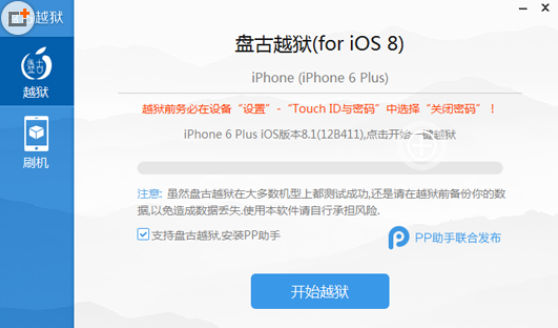 越狱
盘古越狱(for iOS 8)
iPhone (iPhone 6 Plus)
越狱
越狱前务必在设备“设置”-“Touch ID与密码”中选择“关闭密码”！
iPhone 6 Plus iOS版本8.1(12B411),点击开始一键越狱
刷机
注意: 虽然盘古越狱在大多数机型上都测试成功,还是请在越狱前备份你的数
据,以免造成数据丢失.使用本软件请自行承担风险.
支持盘古越狱,安装PP助手
PP助手联合发布
开始越狱